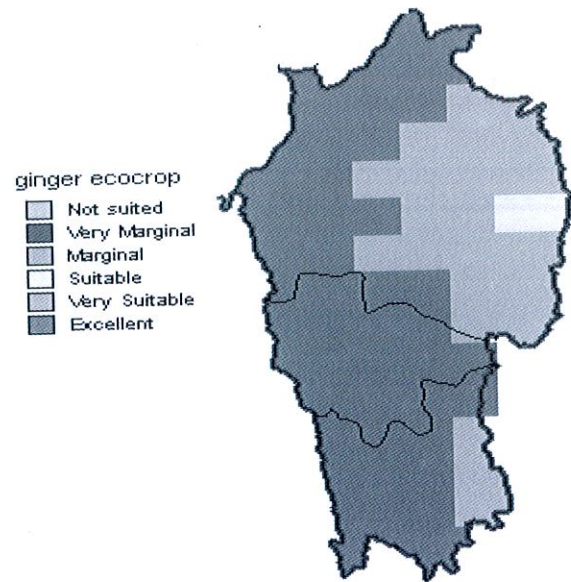 ginger ecocrop
Not suited
Very Marginal
Marginal
Suitable
Very Suitable
Excellent